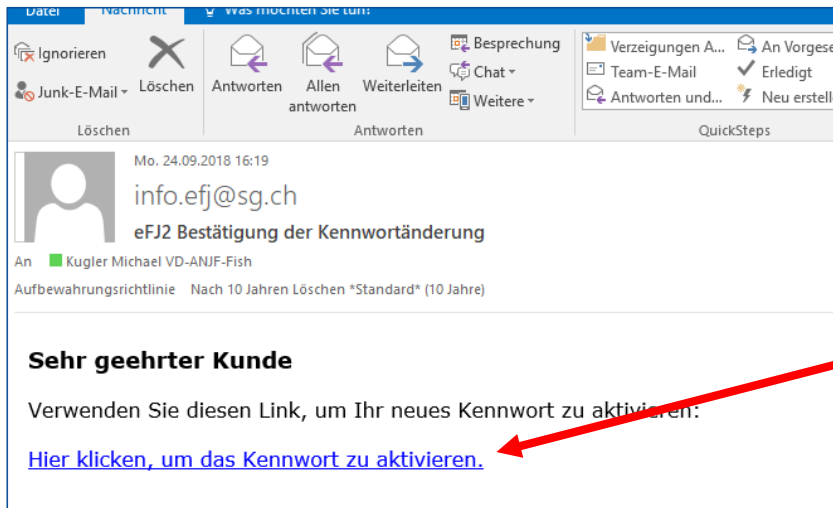 Datei Nachricht Was möchten Sie tun?
Ignorieren
Junk-E-Mail
Löschen
Löschen
Antworten
Allen
antworten
Weiterleiten
Besprechung
Chat
Weitere
Antworten
Verzeigungen A...
Team-E-Mail
Antworten und...
An Vorgese
Erledigt
Neu erstell
QuickSteps
Mo. 24.09.2018 16:19
info.efj@sg.ch
eFJ2 Bestätigung der Kennwortänderung
An Kugler Michael VD-ANJF-Fish
Aufbewahrungsrichtlinie Nach 10 Jahren Löschen *Standard* (10 Jahre)
Sehr geehrter Kunde
Verwenden Sie diesen Link, um Ihr neues Kennwort zu aktivieren:
Hier klicken, um das Kennwort zu aktivieren.